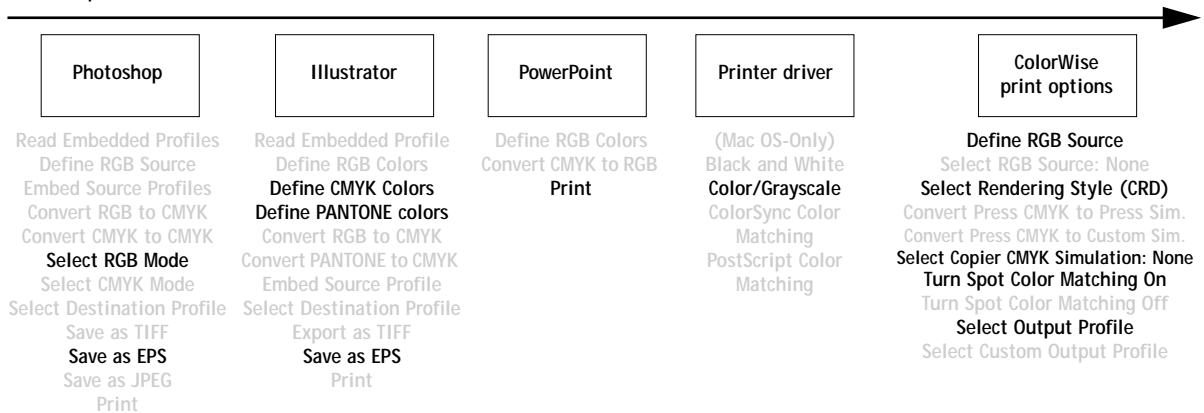 Photoshop
Read Embedded Profiles
Define RGB Source
Embed Source Profiles
Convert RGB to CMYK
Convert CMYK to CMYK
Select RGB Mode
Select CMYK Mode
Select Destination Profile
Save as TIFF
Save as EPS
Save as JPEG
Print
Illustrator
Read Embedded Profile
Define RGB Colors
Define CMYK Colors
Define PANTONE colors
Convert RGB to CMYK
Convert PANTONE to CMYK
Embed Source Profile
Select Destination Profile
Export as TIFF
Save as EPS
Print
PowerPoint
Define RGB Colors
Convert CMYK to RGB
Print
Printer driver
(Mac OS-Only)
Black and White
Color/Grayscale
ColorSync Color
Matching
PostScript Color
Matching
ColorWise
print options
Define RGB Source
Select RGB Source: None
Select Rendering Style (CRD)
Convert Press CMYK to Press Sim.
Convert Press CMYK to Custom Sim.
Select Copier CMYK Simulation: None
Turn Spot Color Matching On
Turn Spot Color Matching Off
Select Output Profile
Select Custom Output Profile